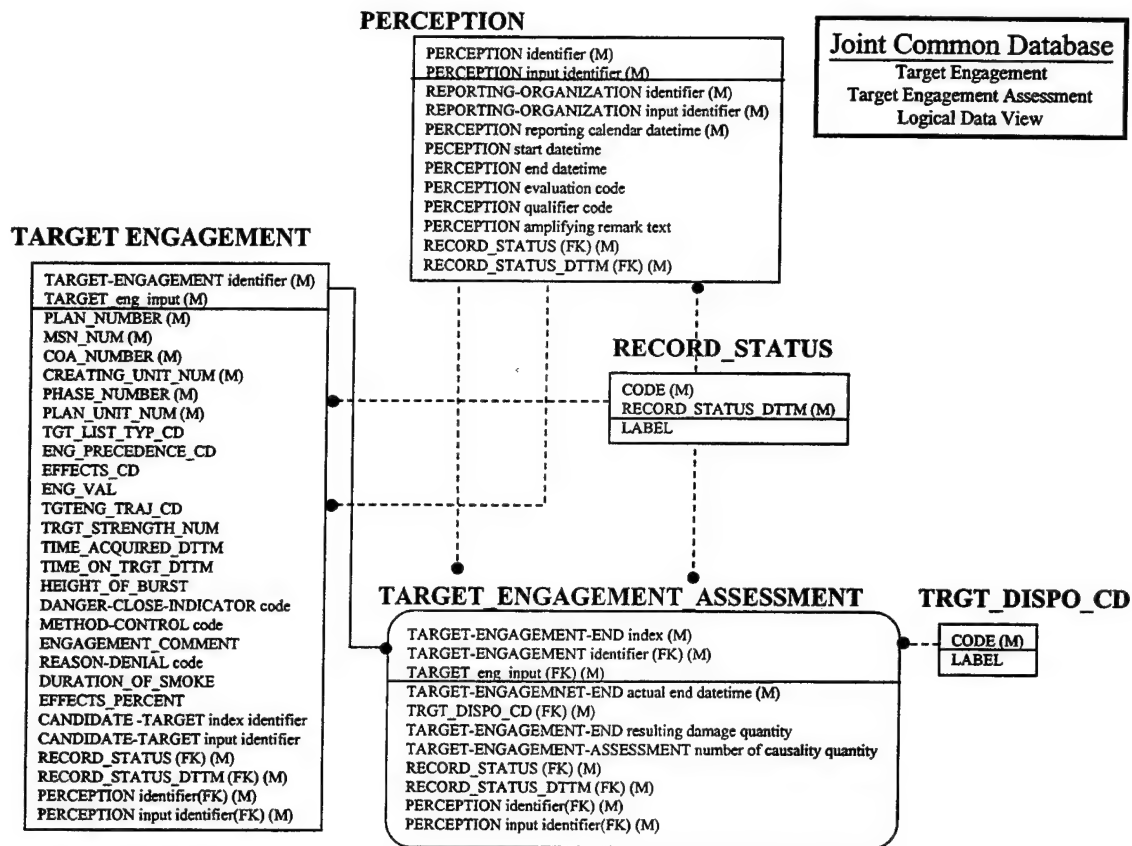 PERCEPTION
PERCEPTION identifier (M)
PERCEPTION input identifier (M)
REPORTING-ORGANIZATION identifier (M)
REPORTING-ORGANIZATION input identifier (M)
PERCEPTION reporting calendar datetime (M)
PECEPTION start datetime
PERCEPTION end datetime
PERCEPTION evaluation code
PERCEPTION qualifier code
PERCEPTION amplifying remark text
RECORD_STATUS (FK) (M)
RECORD_STATUS_DTTM (FK) (M)
Joint Common Database
Target Engagement
Target Engagement Assessment
Logical Data View
TARGET ENGAGEMENT
TARGET-ENGAGEMENT identifier (M)
TARGET_eng_input (M)
PLAN_NUMBER (M)
MSN_NUM (M)
COA_NUMBER (M)
CREATING_UNIT_NUM (M)
PHASE_NUMBER (M)
PLAN_UNIT_NUM (M)
TGT_LIST_TYP_CD
ENG_PRECEDENCE_CD
EFFECTS_CD
ENG_VAL
TGTENG_TRAJ_CD
TRGT_STRENGTH_NUM
TIME_ACQUIRED_DTTM
TIME_ON_TRGT_DTTM
HEIGHT_OF_BURST
DANGER-CLOSE-INDICATOR code
METHOD-CONTROL code
ENGAGEMENT_COMMENT
REASON-DENIAL code
DURATION_OF_SMOKE
EFFECTS_PERCENT
CANDIDATE -TARGET index identifier
CANDIDATE-TARGET input identifier
RECORD_STATUS (FK) (M)
RECORD_STATUS_DTTM (FK) (M)
PERCEPTION identifier(FK) (M)
PERCEPTION input identifier(FK) (M)
RECORD_STATUS
CODE (M)
RECORD_STATUS_DTTM (M)
LABEL
TARGET_ENGAGEMENT_ASSESSMENT
TARGET-ENGAGEMENT-END index (M)
TARGET-ENGAGEMENT identifier (FK) (M)
TARGET_eng_input (FK) (M)
TARGET-ENGAGEMNET-END actual end datetime (M)
TRGT_DISPO_CD (FK) (M)
TARGET-ENGAGEMENT-END resulting damage quantity
TARGET-ENGAGEMENT-ASSESSMENT number of causality quantity
RECORD_STATUS (FK) (M)
RECORD_STATUS_DTTM (FK) (M)
PERCEPTION identifier(FK) (M)
PERCEPTION input identifier(FK) (M)
TRGT_DISPO_CD
CODE (M)
LABEL